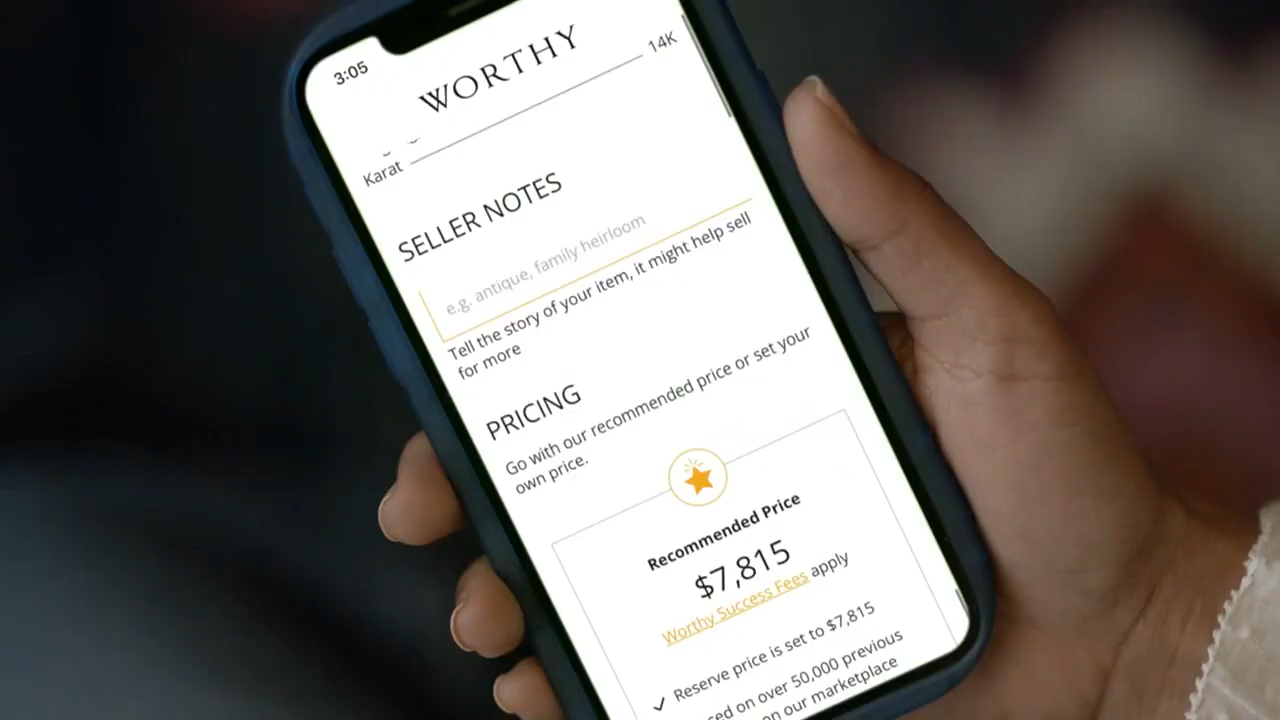 3:05
WORTHY
Karat 14K
SELLER NOTES
e.g. antique, family heirloom
Tell the story of your item, it might help sell
for more
PRICING
Go with our recommended price or set your
own price.
Recommended Price
$7,815
Worthy Success Fees apply
✓ Reserve price is set to $7,815
on over 50,000 previous
on our marketplace